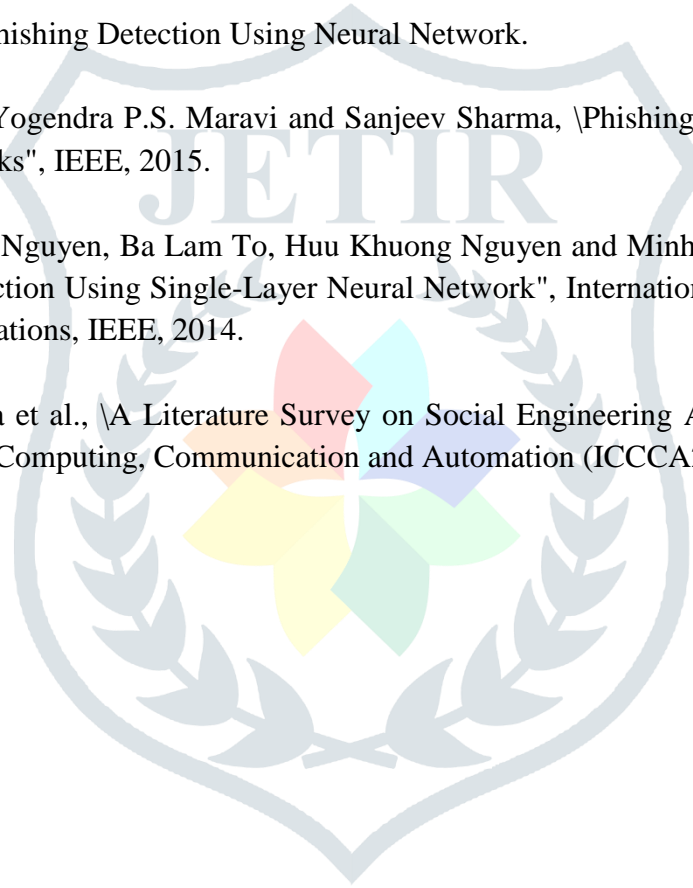 nishing Detection Using Neural Network.
Yogendra P.S. Maravi and Sanjeev Sharma, \Phishing
ks", IEEE, 2015.
Nguyen, Ba Lam To, Huu Khuong Nguyen and Minh
ction Using Single-Layer Neural Network", Internation
ations, IEEE, 2014.
JETIR
a et al., \A Literature Survey on Social Engineering A
Computing, Communication and Automation (ICCCA